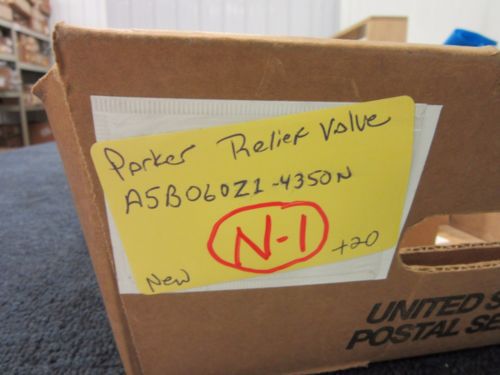 Parker Relief Valve
A5B060Z1-4350N
N-1
New +20
UNITED S
POSTAL SE